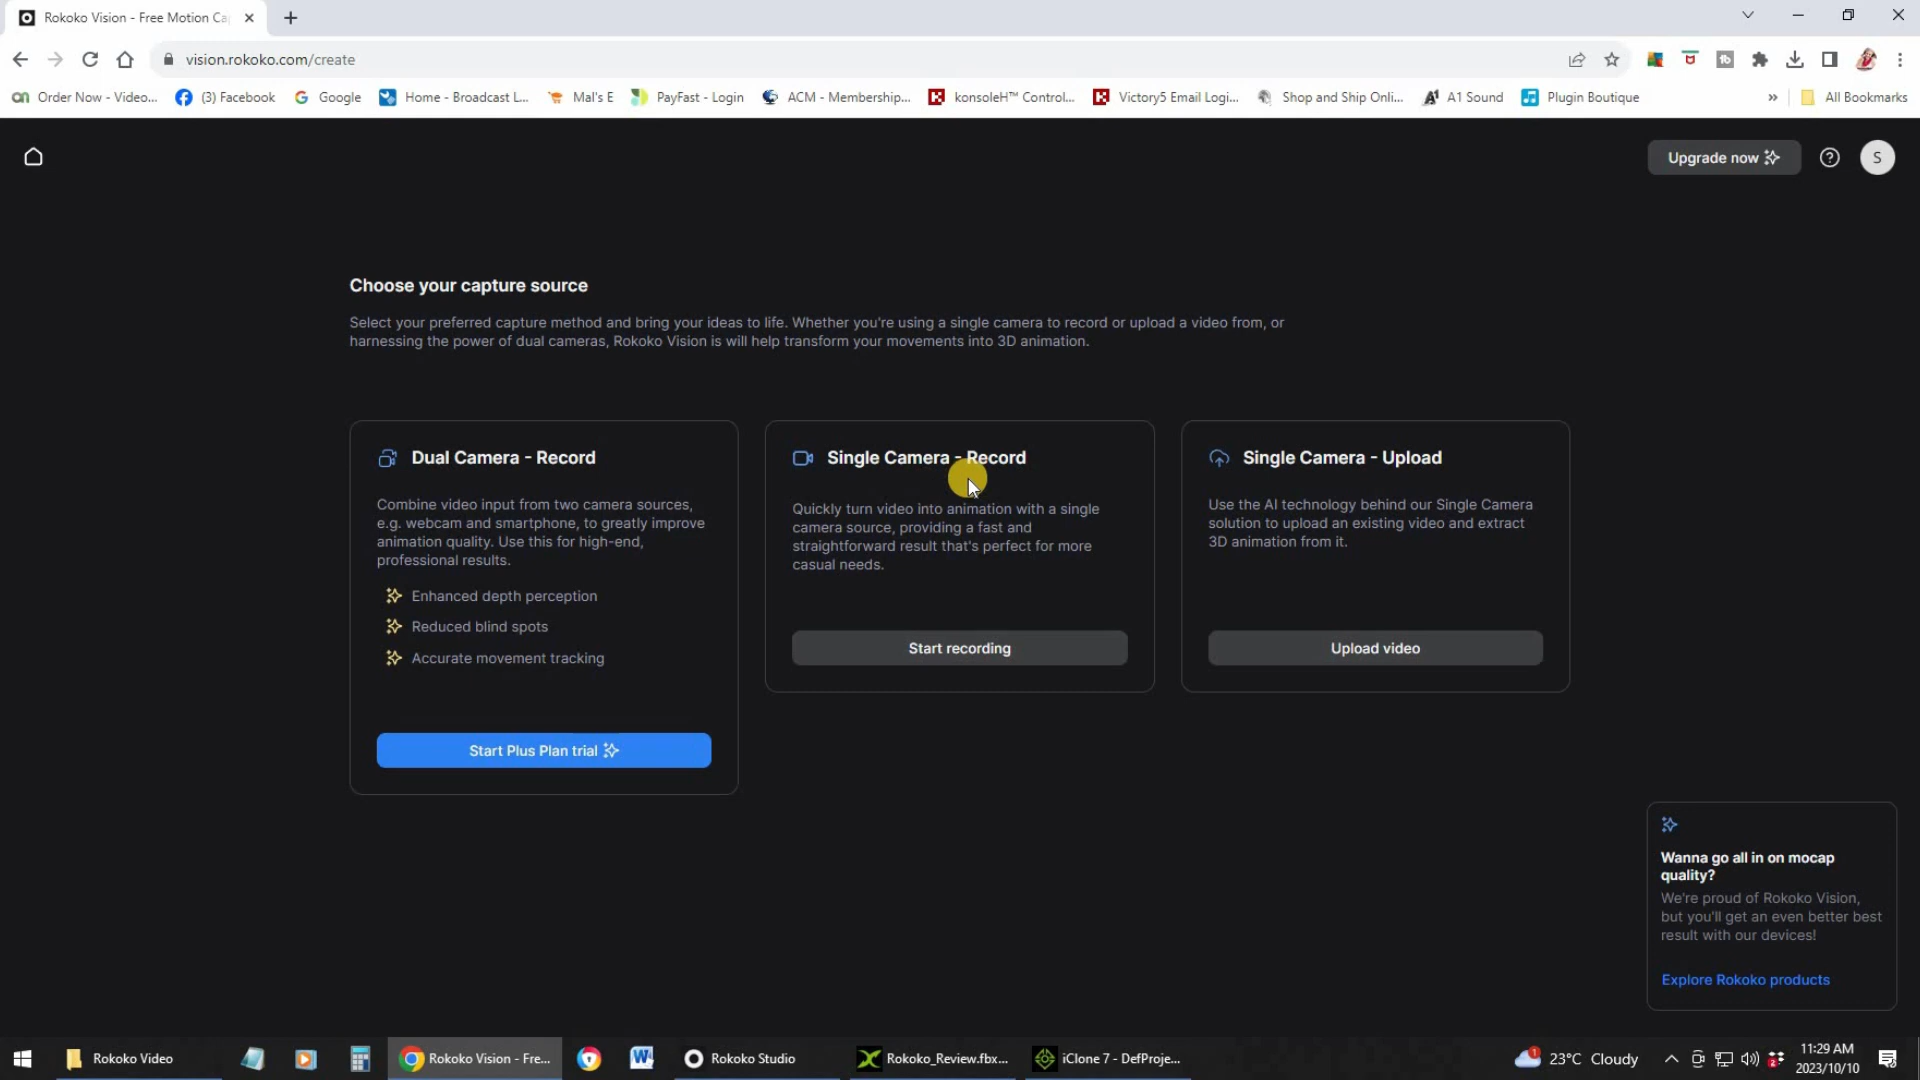 Rokoko Vision - Free Motion Ca
vision.rokoko.com/create
Order Now - Video...
(3) Facebook
Google
Home - Broadcast L...
Mal's E
PayFast - Login
ACM - Membership...
konsoleH™ Control...
Victory5 Email Logi...
Shop and Ship Onli...
A1 Sound
Plugin Boutique
»
All Bookmarks
Upgrade now
S
Choose your capture source
Select your preferred capture method and bring your ideas to life. Whether you're using a single camera to record or upload a video from, or
harnessing the power of dual cameras, Rokoko Vision is will help transform your movements into 3D animation.
Dual Camera - Record
Combine video input from two camera sources,
e.g. webcam and smartphone, to greatly improve
animation quality. Use this for high-end,
professional results.
Enhanced depth perception
Reduced blind spots
Accurate movement tracking
Start Plus Plan trial
Single Camera - Record
Quickly turn video into animation with a single
camera source, providing a fast and
straightforward result that's perfect for more
casual needs.
Start recording
Single Camera - Upload
Use the AI technology behind our Single Camera
solution to upload an existing video and extract
3D animation from it.
Upload video
Wanna go all in on mocap
quality?
We're proud of Rokoko Vision,
but you'll get an even better best
result with our devices!
Explore Rokoko products
Rokoko Video
Rokoko Vision - Fre...
Rokoko Studio
Rokoko_Review.fbx...
iClone 7 - DefProje...
23°C Cloudy
11:29 AM
2023/10/10